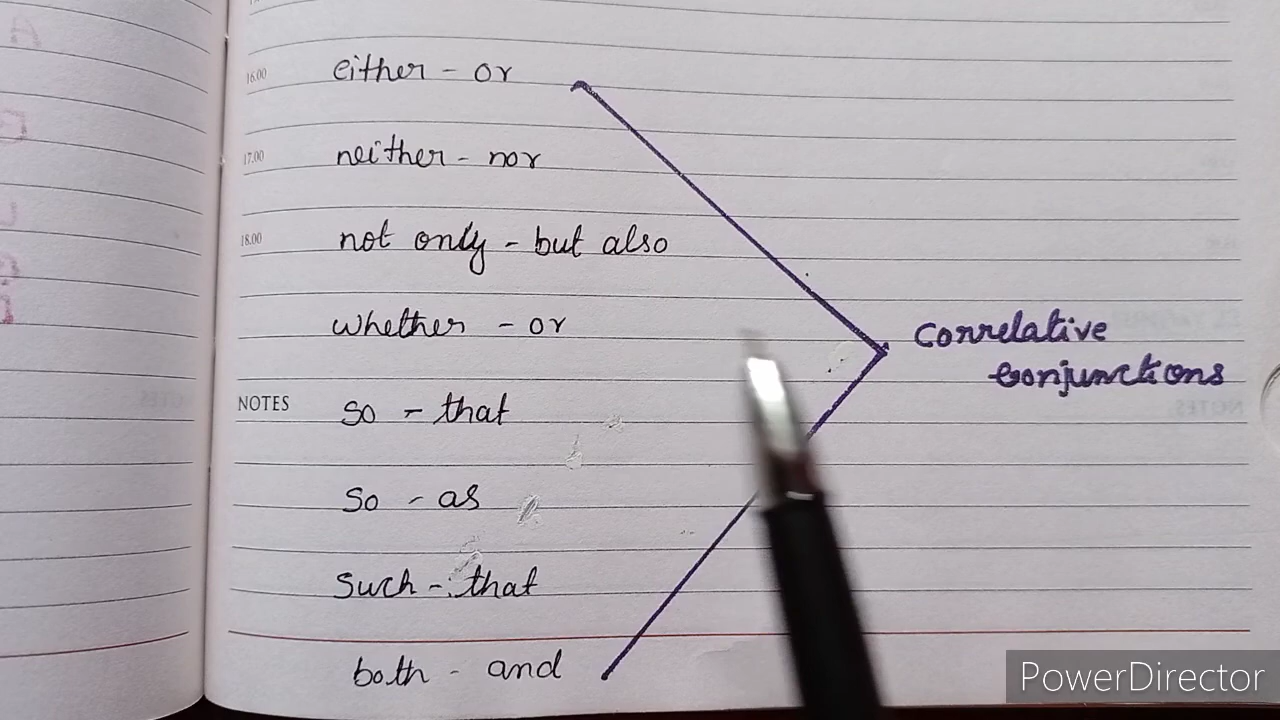 16.00 either - or
17.00 neither - nor
18.00 not only - but also
whether - or
Correlative
Conjunctions
NOTES so - that
so - as
such - that
both - and
PowerDirector